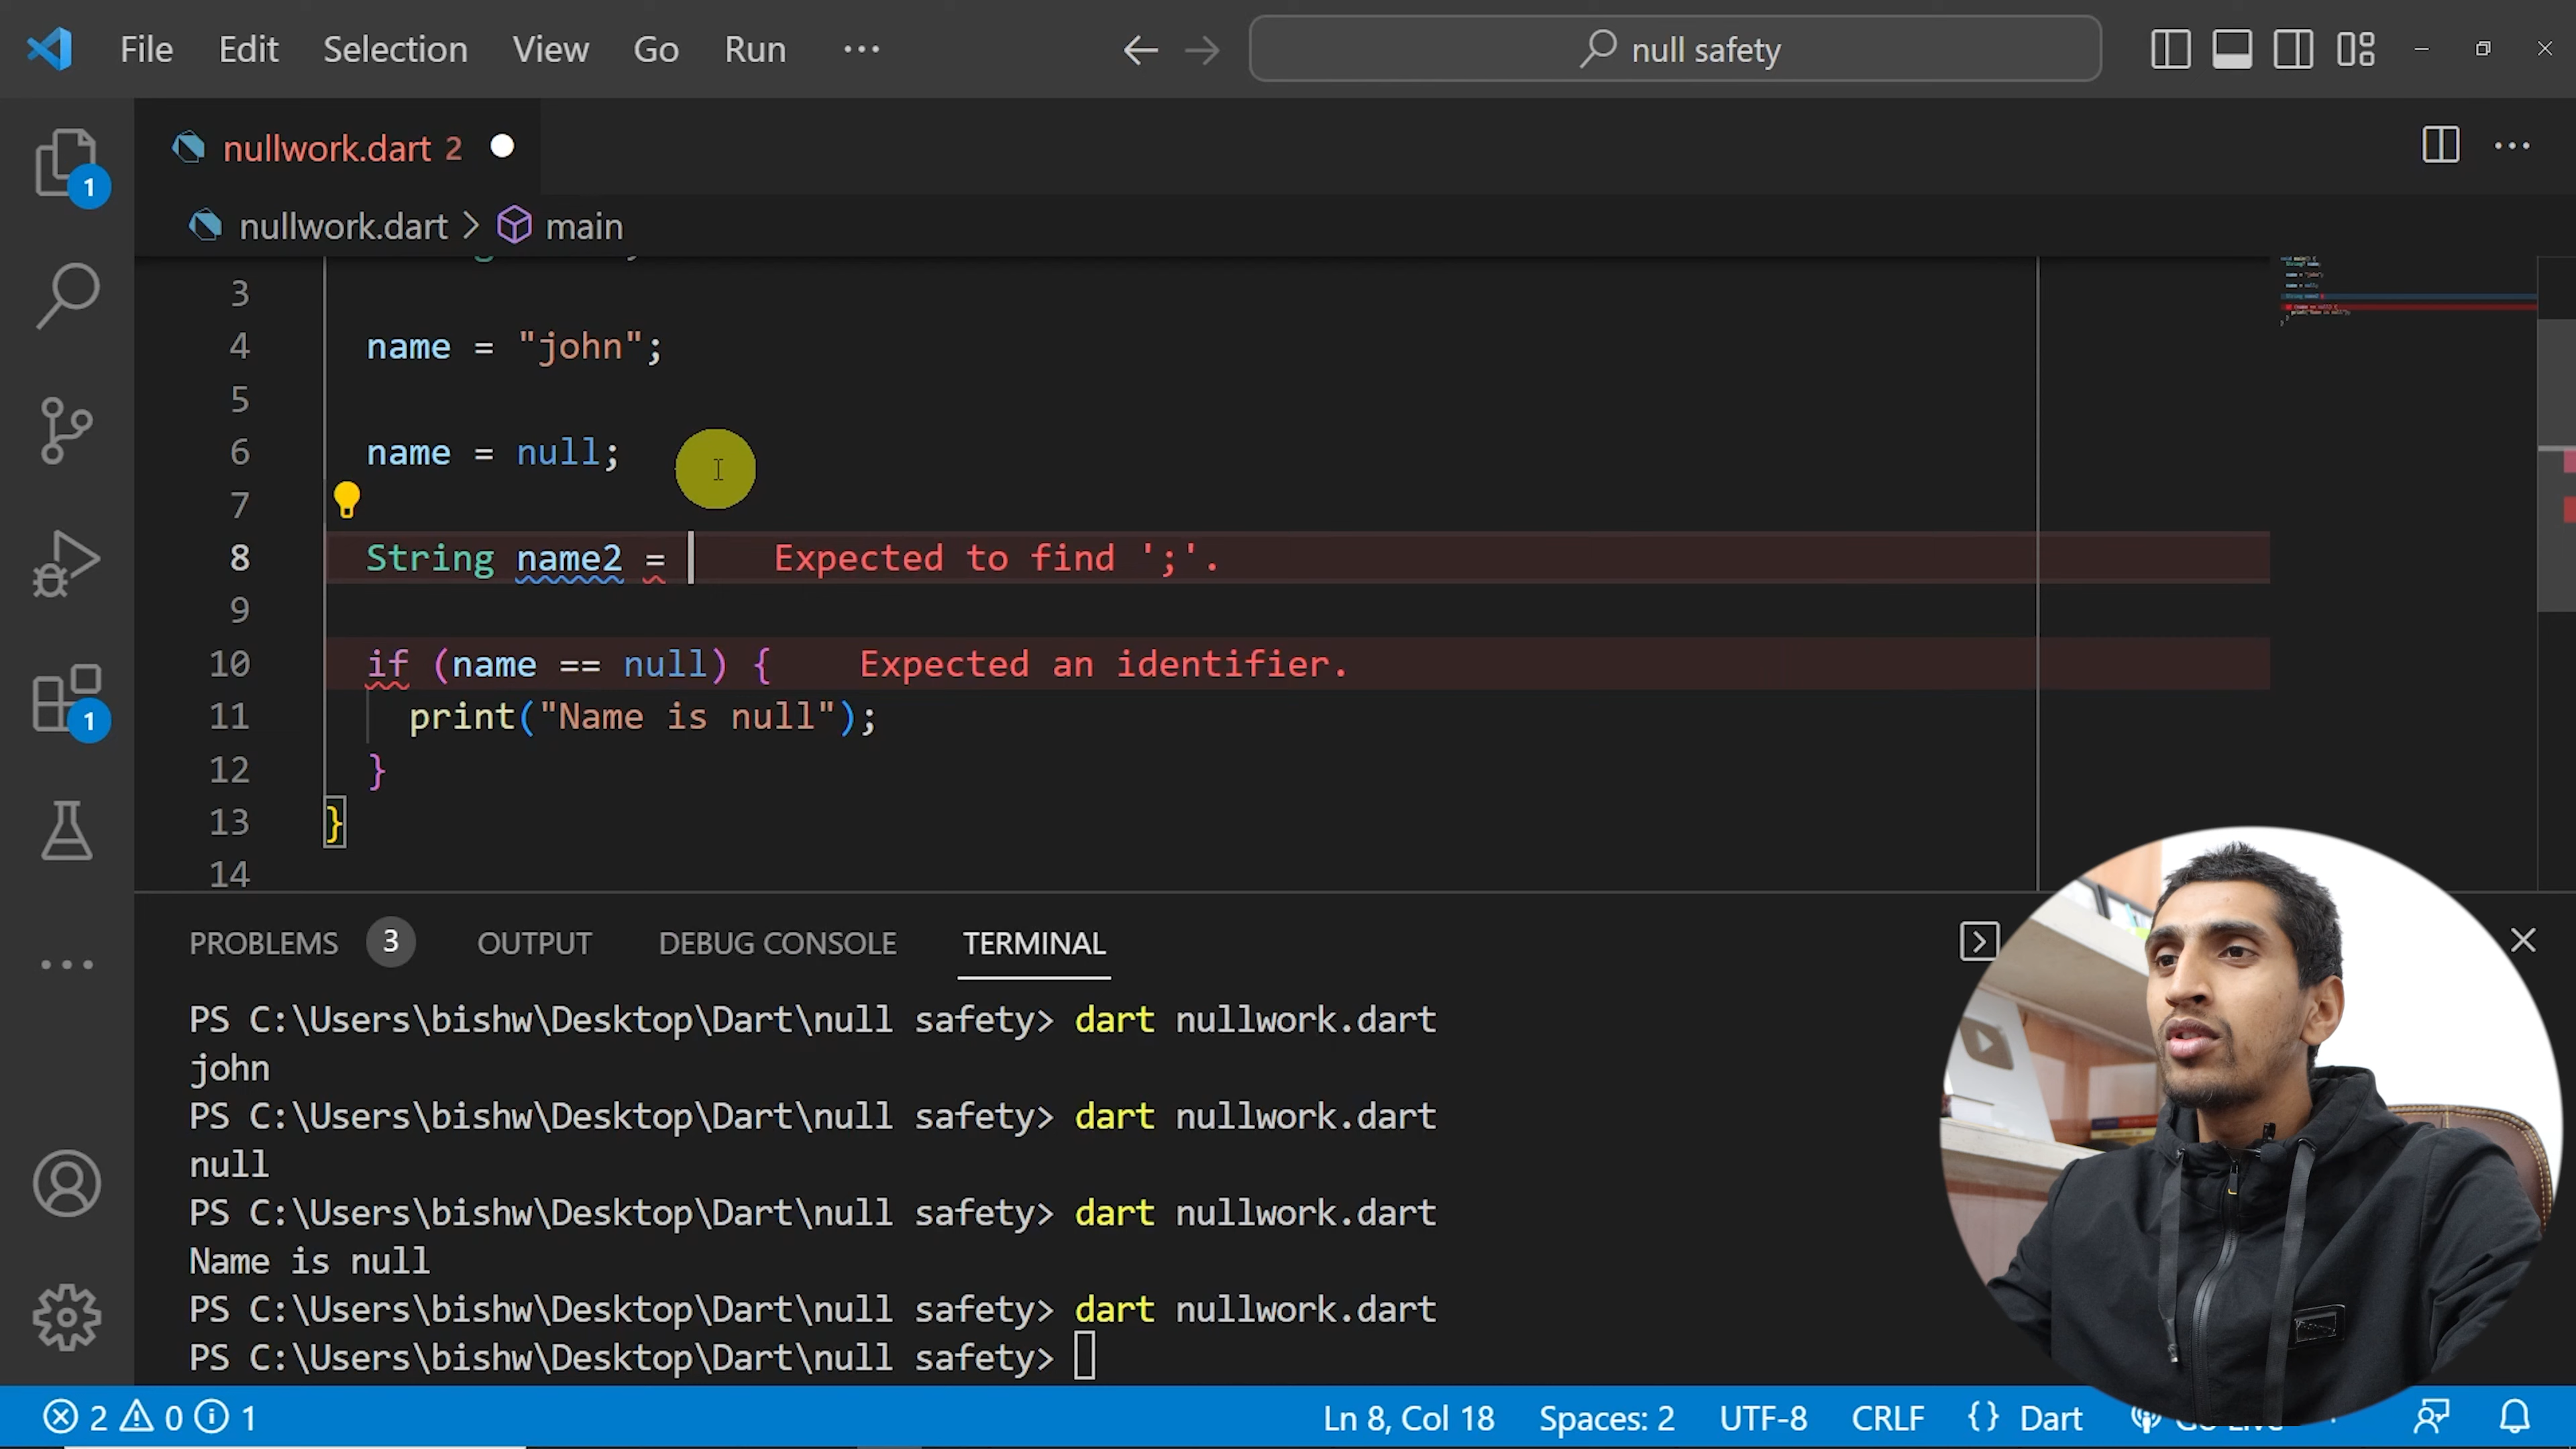 File Edit Selection View Go Run ··· null safety
nullwork.dart 2
nullwork.dart > main
3
4 name = "john";
5
6 name = null;
7
8 String name2 = Expected to find ';'.
9
10 if (name == null) { Expected an identifier.
11 print("Name is null");
12 }
13 }
14
PROBLEMS 3 OUTPUT DEBUG CONSOLE TERMINAL
PS C:\Users\bishw\Desktop\Dart\null safety> dart nullwork.dart
john
PS C:\Users\bishw\Desktop\Dart\null safety> dart nullwork.dart
null
PS C:\Users\bishw\Desktop\Dart\null safety> dart nullwork.dart
Name is null
PS C:\Users\bishw\Desktop\Dart\null safety> dart nullwork.dart
PS C:\Users\bishw\Desktop\Dart\null safety>
1
1
2 0 1 Ln 8, Col 18 Spaces: 2 UTF-8 CRLF {} Dart